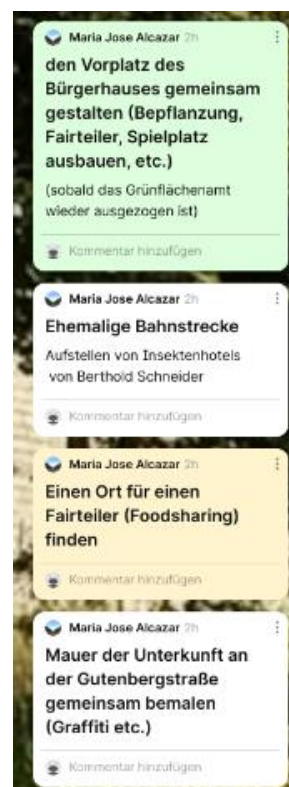 Maria Jose Alcazar 2h
den Vorplatz des
Bürgerhauses gemeinsam
gestalten (Bepflanzung,
Fairteiler, Spielplatz
ausbauen, etc.)
(sobald das Grünflächenamt
wieder ausgezogen ist)
Kommentar hinzufügen
Maria Jose Alcazar 2h
Ehemalige Bahnstrecke
Aufstellen von Insektenhotels
von Berthold Schneider
Kommentar hinzufügen
Maria Jose Alcazar 2h
Einen Ort für einen
Fairteiler (Foodsharing)
finden
Kommentar hinzufügen
Maria Jose Alcazar 2h
Mauer der Unterkunft an
der Gutenbergstraße
gemeinsam bemalen
(Graffiti etc.)
Kommentar hinzufügen